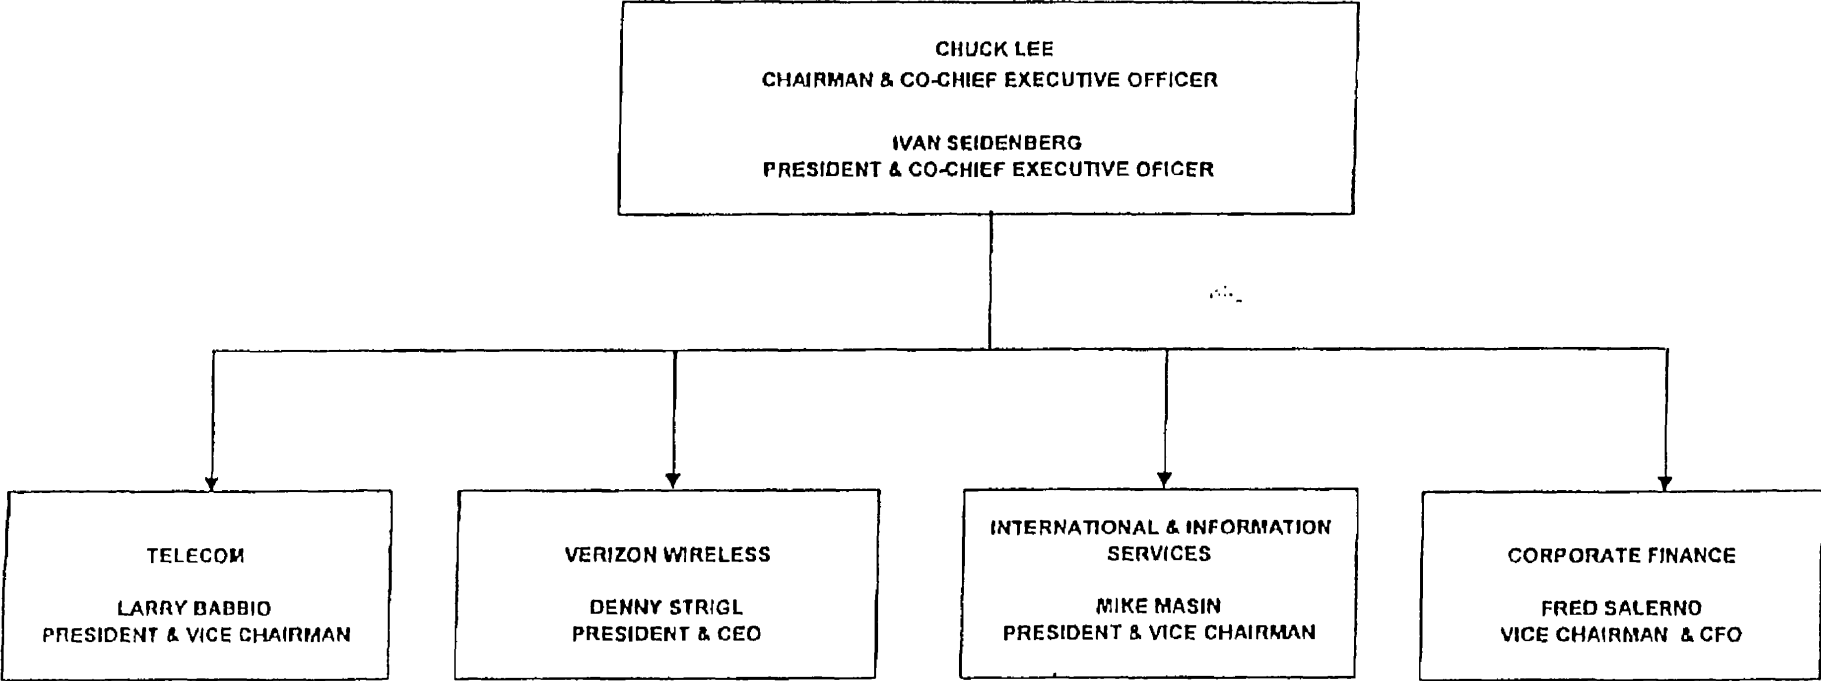 CHUCK LEE
CHAIRMAN & CO-CHIEF EXECUTIVE OFFICER
IVAN SEIDENBERG
PRESIDENT & CO-CHIEF EXECUTIVE OFICER
TELECOM
LARRY BABBIO
PRESIDENT & VICE CHAIRMAN
VERIZON WIRELESS
DENNY STRIGL
PRESIDENT & CEO
INTERNATIONAL & INFORMATION
SERVICES
MIKE MASIN
PRESIDENT & VICE CHAIRMAN
CORPORATE FINANCE
FRED SALERNO
VICE CHAIRMAN & CFO